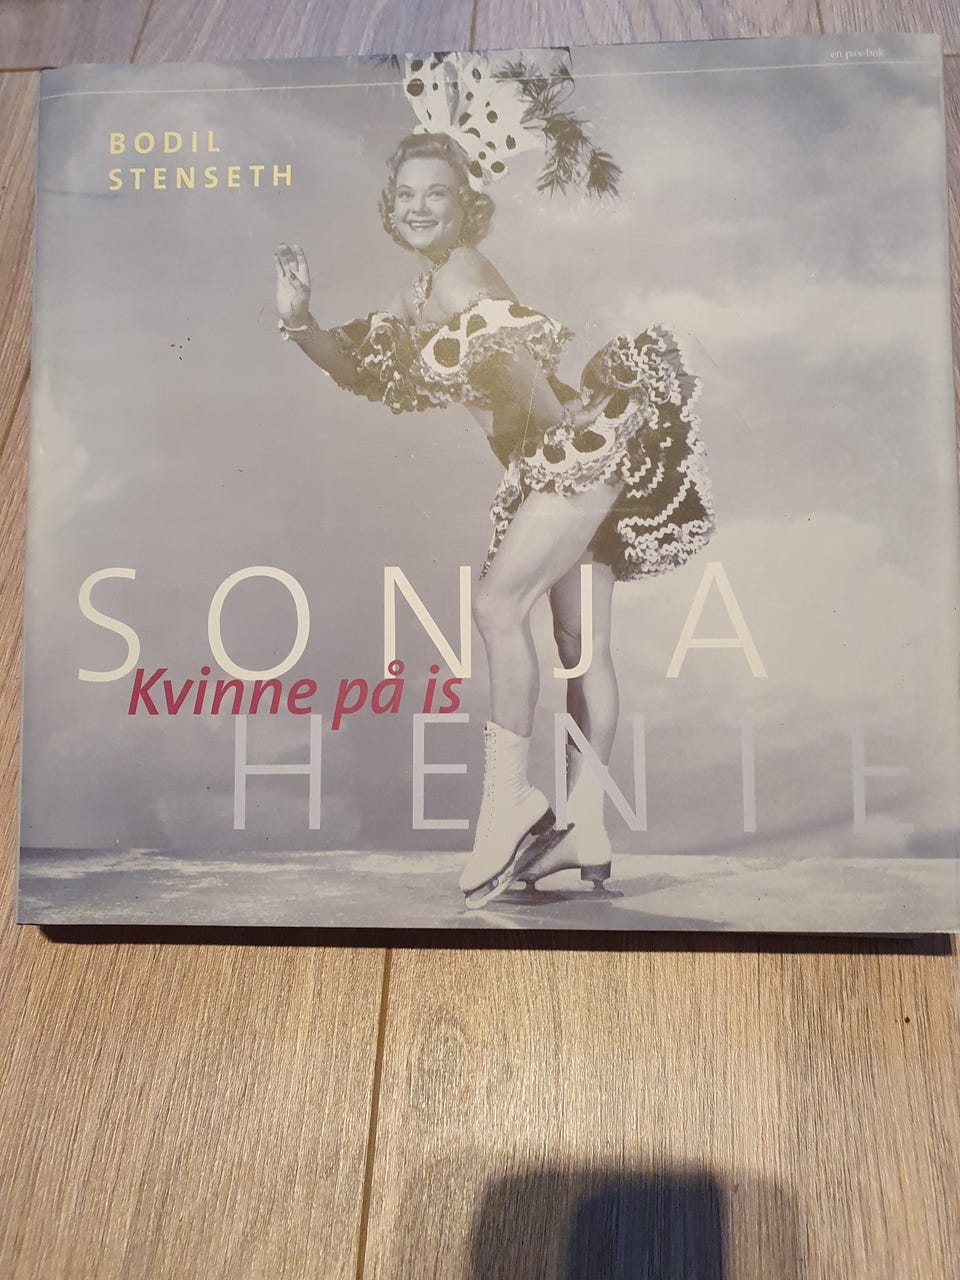 en pax-bok
BODIL
STENSETH
SONJA
Kvinne på is
HENIE